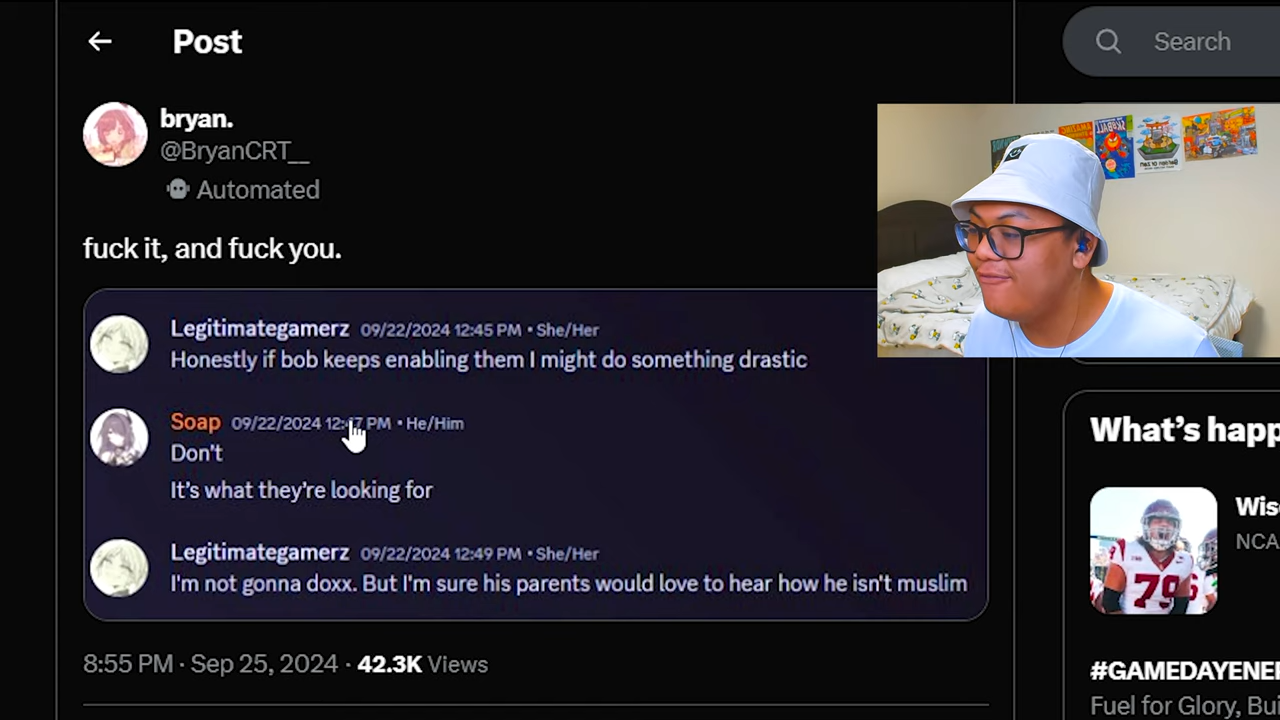 Post
Search
bryan.
@BryanCRT__
Automated
fuck it, and fuck you.
Legitimategamerz 09/22/2024 12:45 PM • She/Her
Honestly if bob keeps enabling them I might do something drastic
Soap 09/22/2024 12:47 PM • He/Him
Don't
It's what they're looking for
Legitimategamerz 09/22/2024 12:49 PM • She/Her
I'm not gonna doxx. But I'm sure his parents would love to hear how he isn't muslim
8:55 PM · Sep 25, 2024 · 42.3K Views
What's happ
Wis
NCA
79
#GAMEDAYENE
Fuel for Glory, Bui